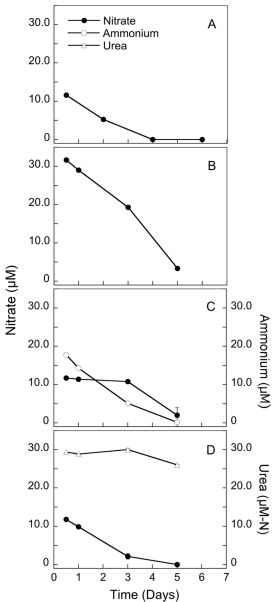 30.0
Nitrate
A
Ammonium
Urea
20.0
10.0
0
B
30.0
20.0
10.0
0
C
30.0
30.0
20.0
20.0
10.0
10.0
0
0
D
30.0
30.0
20.0
20.0
10.0
10.0
0
0
0 1 2 3 4 5 6 7
Time (Days)
Nitrate (µM)
Ammonium (µM)
Urea (µM-N)